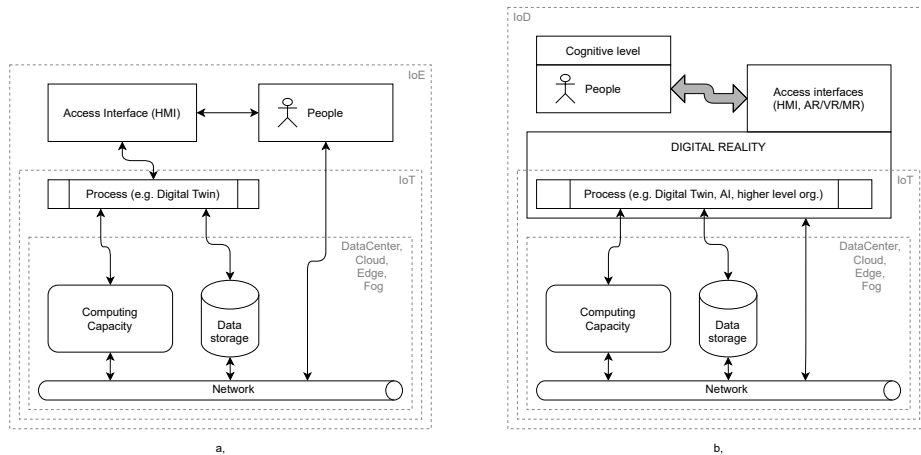 IoE
Access Interface (HMI)
People
IoT
Process (e.g. Digital Twin)
DataCenter,
Cloud,
Edge,
Fog
Computing
Capacity
Data
storage
Network
a,
IoD
Cognitive level
People
Access interfaces
(HMI, AR/VR/MR)
DIGITAL REALITY
IoT
Process (e.g. Digital Twin, AI, higher level org.)
DataCenter,
Cloud,
Edge,
Fog
Computing
Capacity
Data
storage
Network
b,